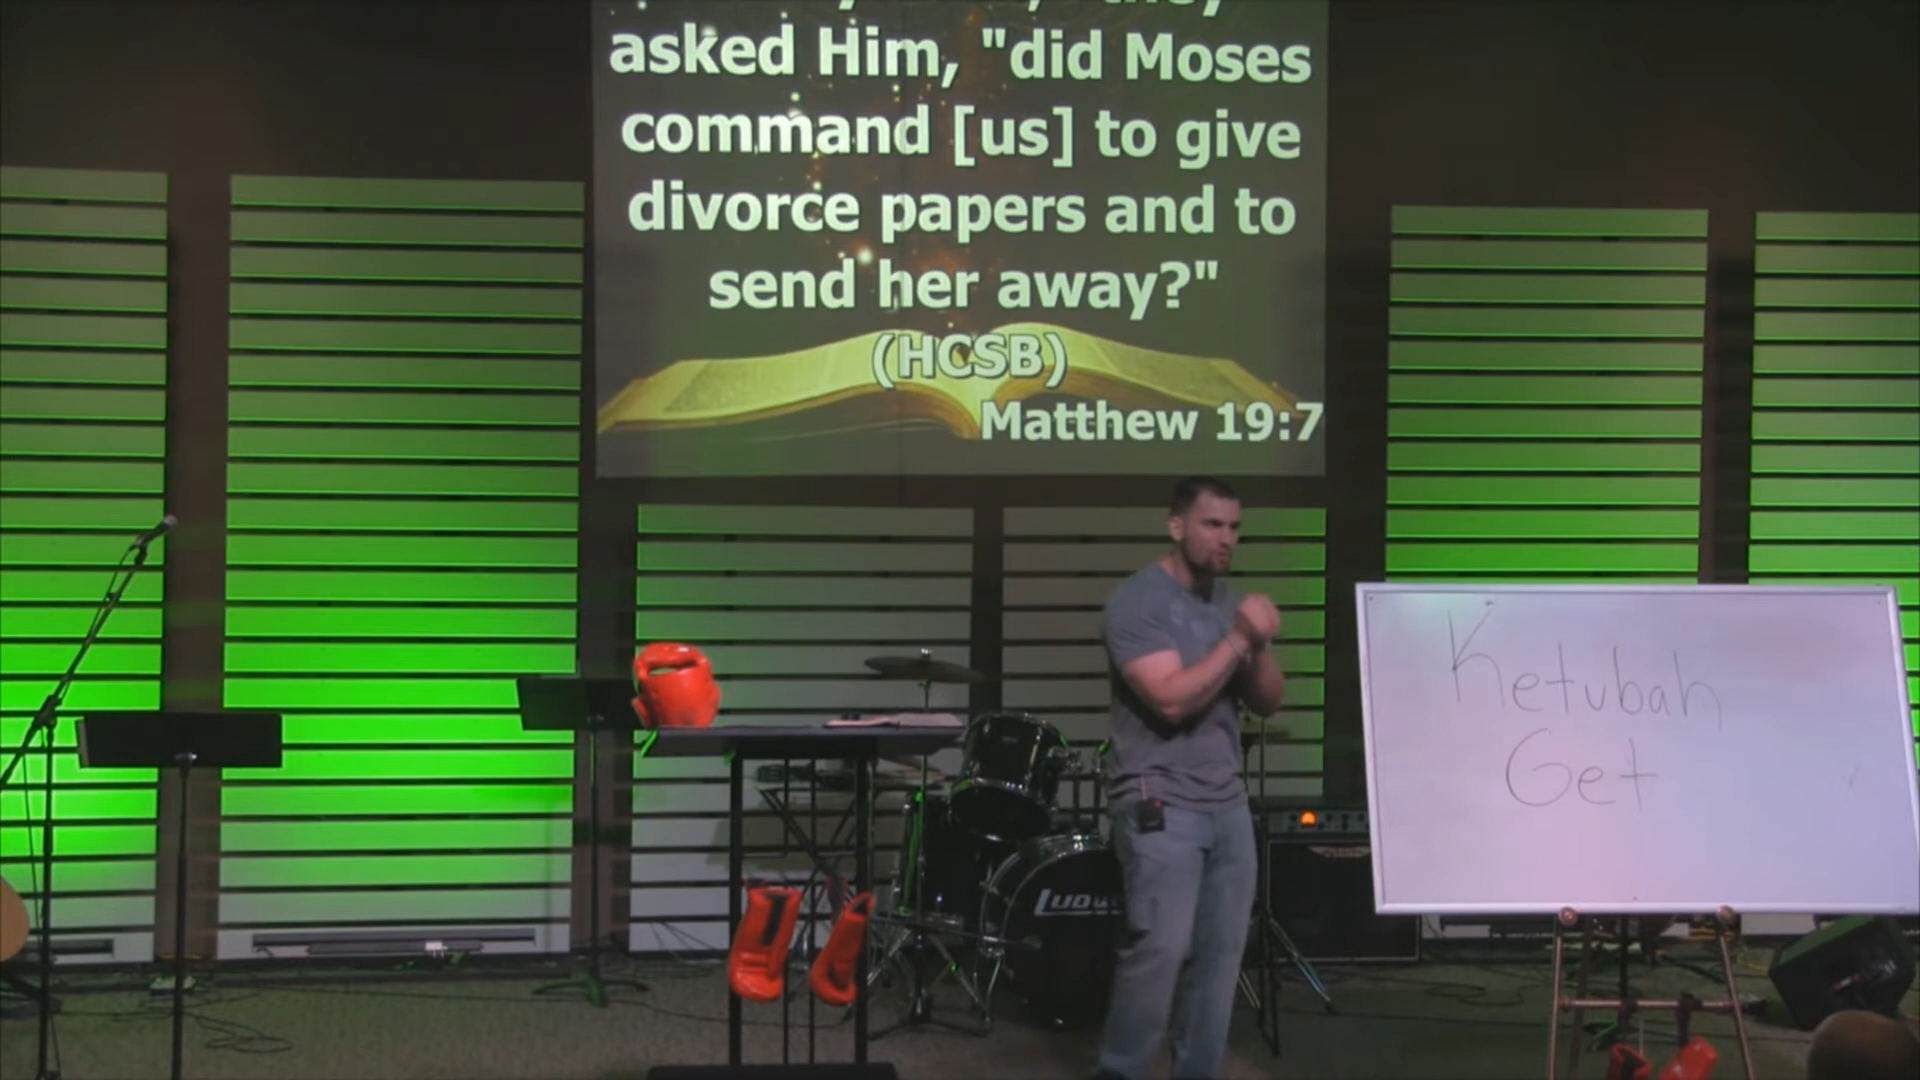 asked Him, "did Moses
command [us] to give
divorce papers and to
send her away?"
(HCSB)
Matthew 19:7
Ketubah
Get